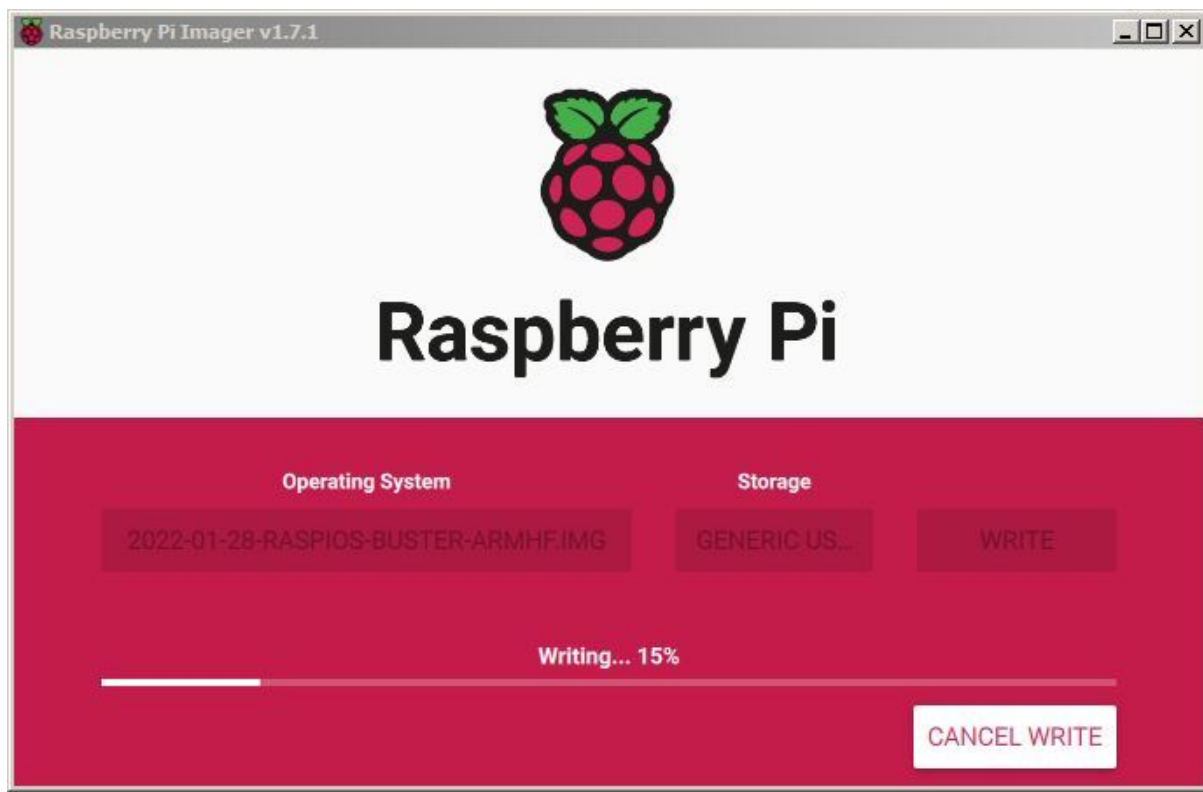 Raspberry Pi Imager v1.7.1
Raspberry Pi
Operating System
Storage
2022-01-28-RASPIOS-BUSTER-ARMHF.IMG
GENERIC US...
WRITE
Writing... 15%
CANCEL WRITE